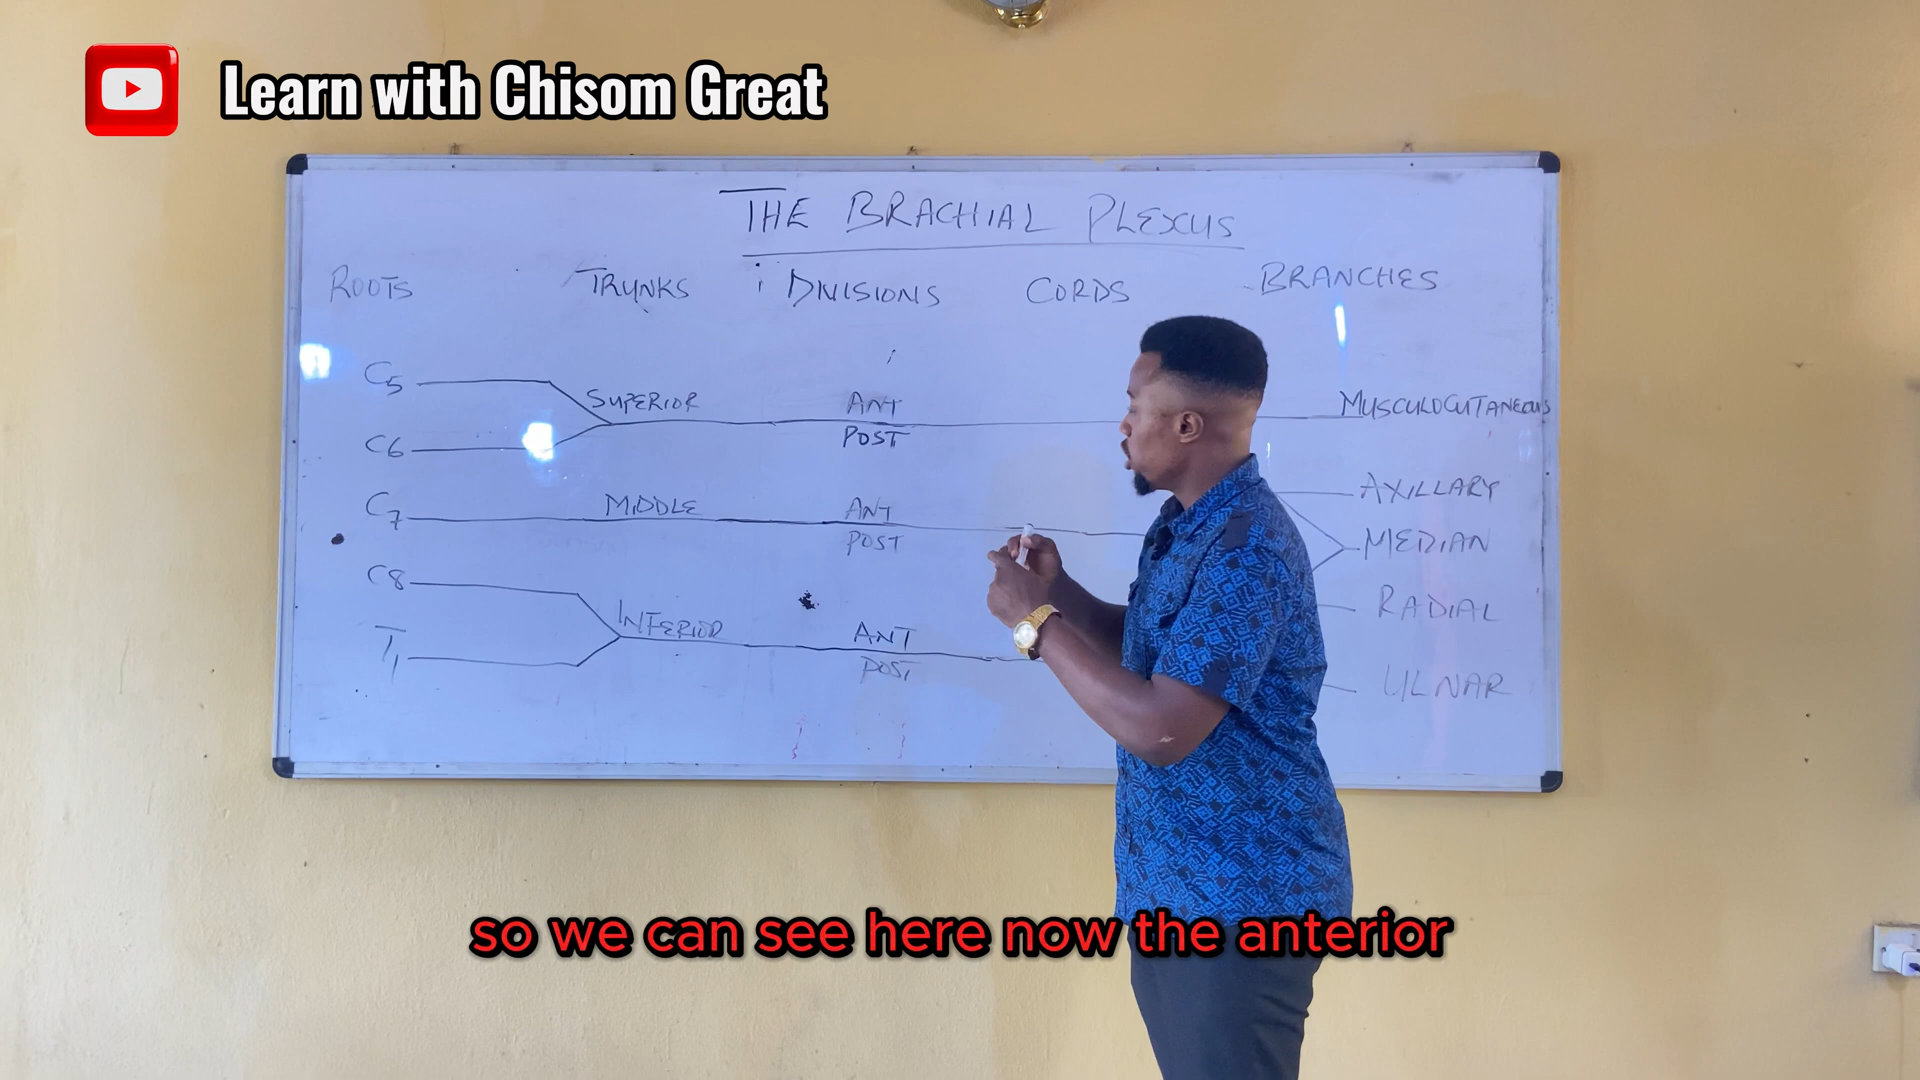 Learn with Chisom Great
THE BRACHIAL PLEXUS
ROOTS TRUNKS DIVISIONS CORDS BRANCHES
C5
C6
SUPERIOR
ANT
POST
MUSCULOCUTANEOUS
C7
MIDDLE
ANT
POST
AXILLARY
MEDIAN
C8
T1
INFERIOR
ANT
POST
RADIAL
ULNAR
so we can see here now the anterior